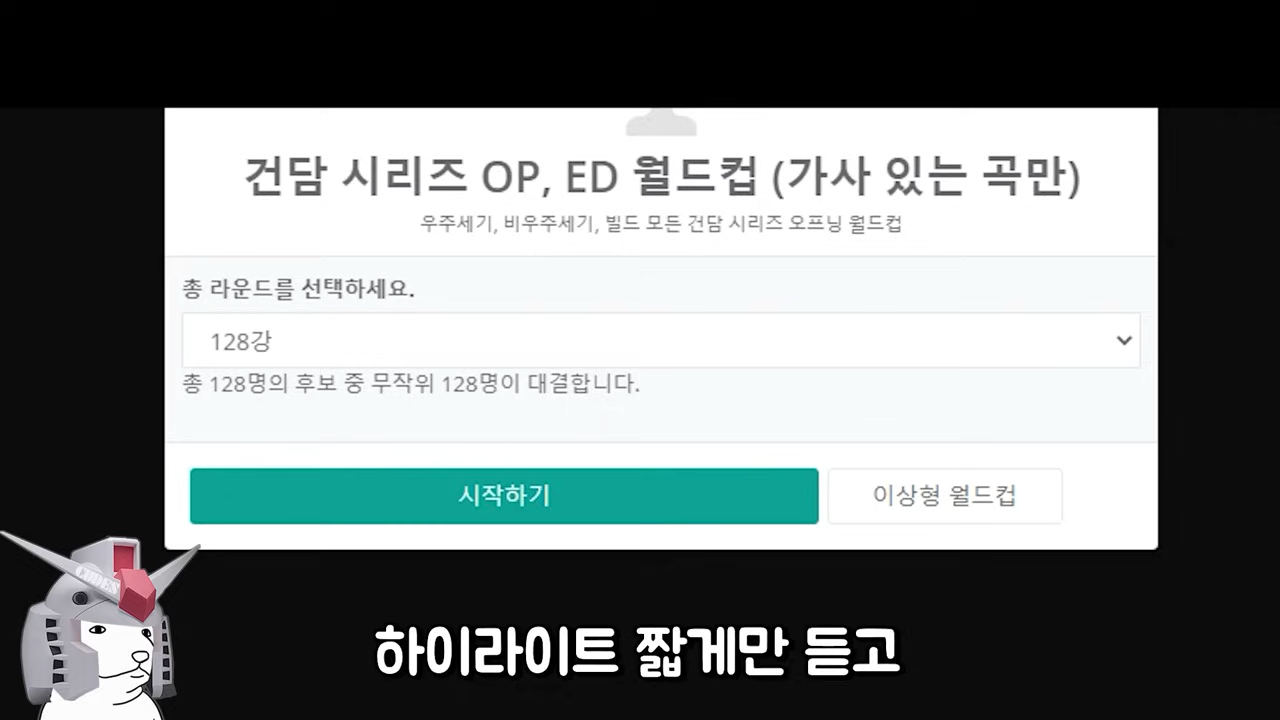 건담 시리즈 OP, ED 월드컵 (가사 있는 곡만)
우주세기, 비우주세기, 빌드 모든 건담 시리즈 오프닝 월드컵
총 라운드를 선택하세요.
128강
총 128명의 후보 중 무작위 128명이 대결합니다.
시작하기
이상형 월드컵
하이라이트 짧게만 듣고